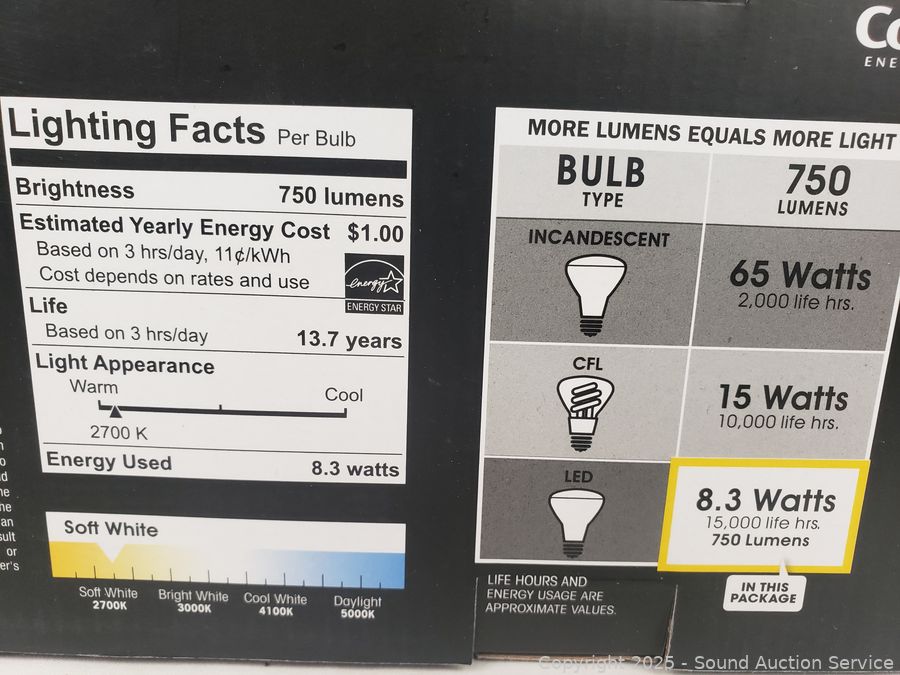 Lighting Facts Per Bulb
Brightness 750 lumens
Estimated Yearly Energy Cost $1.00
Based on 3 hrs/day, 11¢/kWh
Cost depends on rates and use
energy
ENERGY STAR
Life
Based on 3 hrs/day 13.7 years
Light Appearance
Warm Cool
2700 K
Energy Used 8.3 watts
Soft White
Soft White Bright White Cool White Daylight
2700K 3000K 4100K 5000K
MORE LUMENS EQUALS MORE LIGHT
BULB TYPE
750 LUMENS
INCANDESCENT
65 Watts
2,000 life hrs.
CFL
15 Watts
10,000 life hrs.
LED
8.3 Watts
15,000 life hrs.
750 Lumens
IN THIS
PACKAGE
LIFE HOURS AND
ENERGY USAGE ARE
APPROXIMATE VALUES.
Copyright 2025 - Sound Auction Service